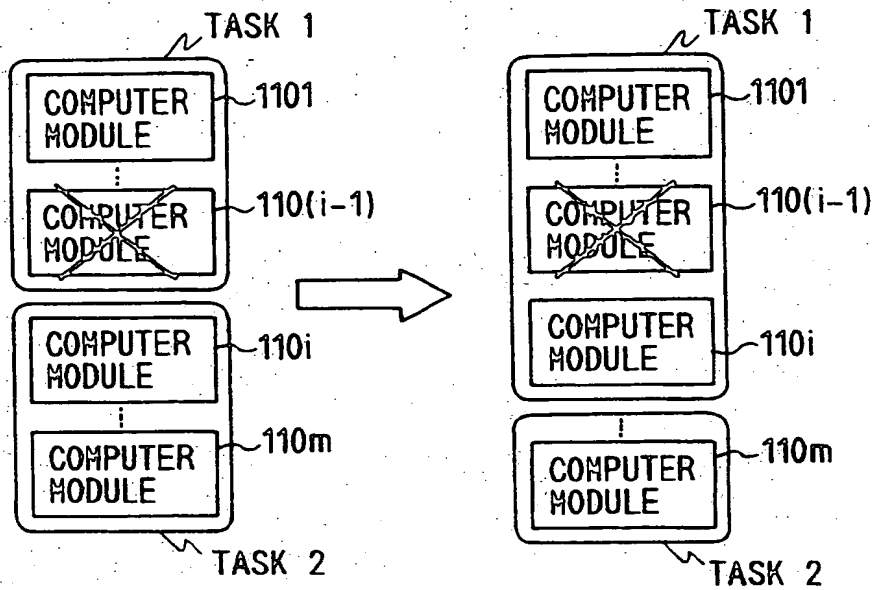 TASK 1
COMPUTER
MODULE
1101
COMPUTER
MODULE
110(i-1)
COMPUTER
MODULE
110i
COMPUTER
MODULE
110m
TASK 2
TASK 1
COMPUTER
MODULE
1101
COMPUTER
MODULE
110(i-1)
COMPUTER
MODULE
110i
COMPUTER
MODULE
110m
TASK 2